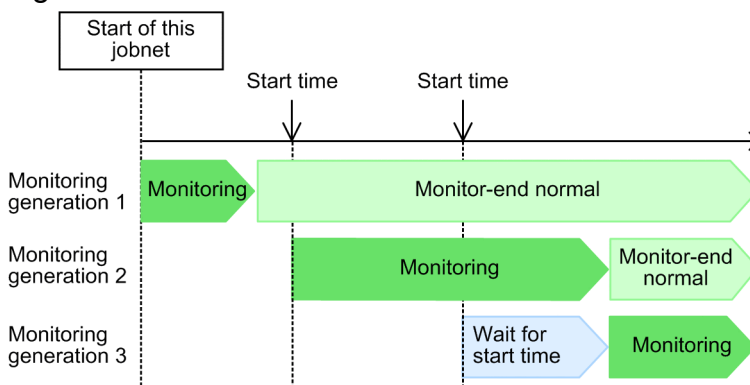 Start of this
jobnet
Start time
Start time
Monitoring
generation 1
Monitoring
Monitor-end normal
Monitoring
generation 2
Monitoring
Monitor-end
normal
Monitoring
generation 3
Wait for
start time
Monitoring